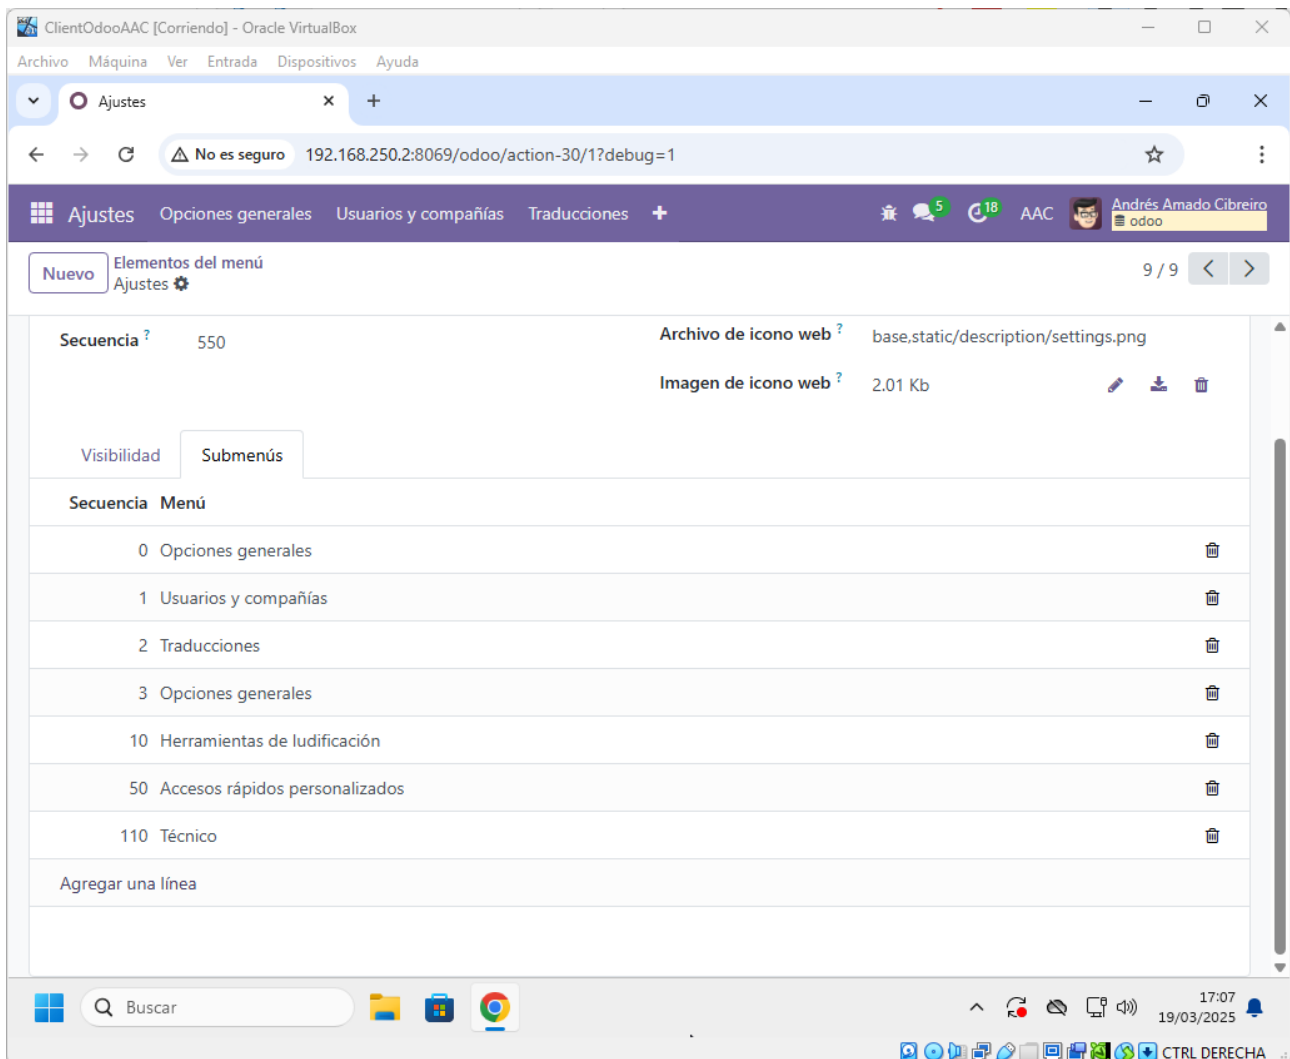 ClientOdooAAC [Corriendo] - Oracle VirtualBox
Archivo Máquina Ver Entrada Dispositivos Ayuda
Ajustes
No es seguro 192.168.250.2:8069/odoo/action-30/1?debug=1
Ajustes Opciones generales Usuarios y compañías Traducciones + 5 18 AAC Andrés Amado Cibreiro
odoo
Nuevo Elementos del menú
Ajustes
9 / 9
Secuencia ? 550
Archivo de icono web ? base,static/description/settings.png
Imagen de icono web ? 2.01 Kb
Visibilidad Submenús
Secuencia Menú
0 Opciones generales
1 Usuarios y compañías
2 Traducciones
3 Opciones generales
10 Herramientas de ludificación
50 Accesos rápidos personalizados
110 Técnico
Agregar una línea
Buscar
17:07
19/03/2025
CTRL DERECHA